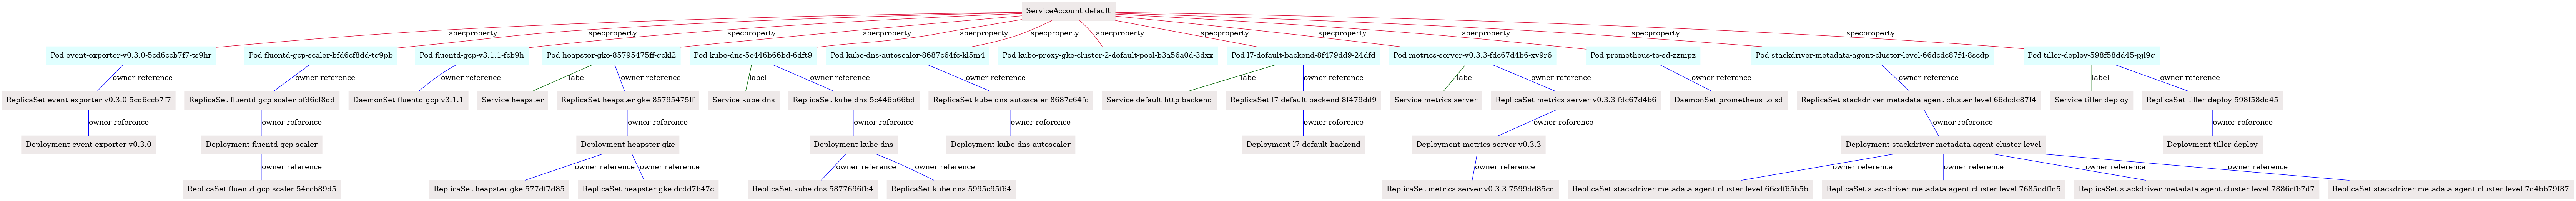 ServiceAccount default
specproperty specproperty specproperty specproperty specproperty specproperty specproperty specproperty specproperty specproperty specproperty specproperty
Pod event-exporter-v0.3.0-5cd6ccb7f7-ts9hr
Pod fluentd-gcp-scaler-bfd6cf8dd-tq9pb
Pod fluentd-gcp-v3.1.1-fcb9h
Pod heapster-gke-85795475ff-qckl2
Pod kube-dns-5c446b66bd-6dft9
Pod kube-dns-autoscaler-8687c64fc-kl5m4
Pod kube-proxy-gke-cluster-2-default-pool-b3a56a0d-3dxx
Pod l7-default-backend-8f479dd9-24dfd
Pod metrics-server-v0.3.3-fdc67d4b6-xv9r6
Pod prometheus-to-sd-zzmpz
Pod stackdriver-metadata-agent-cluster-level-66dcdc87f4-8scdp
Pod tiller-deploy-598f58dd45-pjl9q
owner reference owner reference owner reference label owner reference label owner reference owner reference label owner reference label owner reference owner reference owner reference label owner reference
ReplicaSet event-exporter-v0.3.0-5cd6ccb7f7
ReplicaSet fluentd-gcp-scaler-bfd6cf8dd
DaemonSet fluentd-gcp-v3.1.1
Service heapster
ReplicaSet heapster-gke-85795475ff
Service kube-dns
ReplicaSet kube-dns-5c446b66bd
ReplicaSet kube-dns-autoscaler-8687c64fc
Service default-http-backend
ReplicaSet l7-default-backend-8f479dd9
Service metrics-server
ReplicaSet metrics-server-v0.3.3-fdc67d4b6
DaemonSet prometheus-to-sd
ReplicaSet stackdriver-metadata-agent-cluster-level-66dcdc87f4
Service tiller-deploy
ReplicaSet tiller-deploy-598f58dd45
owner reference owner reference owner reference owner reference owner reference owner reference owner reference owner reference owner reference
Deployment event-exporter-v0.3.0
Deployment fluentd-gcp-scaler
Deployment heapster-gke
Deployment kube-dns
Deployment kube-dns-autoscaler
Deployment l7-default-backend
Deployment metrics-server-v0.3.3
Deployment stackdriver-metadata-agent-cluster-level
Deployment tiller-deploy
owner reference owner reference owner reference owner reference owner reference owner reference owner reference owner reference owner reference owner reference
ReplicaSet fluentd-gcp-scaler-54ccb89d5
ReplicaSet heapster-gke-577df7d85
ReplicaSet heapster-gke-dcdd7b47c
ReplicaSet kube-dns-5877696fb4
ReplicaSet kube-dns-5995c95f64
ReplicaSet metrics-server-v0.3.3-7599dd85cd
ReplicaSet stackdriver-metadata-agent-cluster-level-66cdf65b5b
ReplicaSet stackdriver-metadata-agent-cluster-level-7685ddffd5
ReplicaSet stackdriver-metadata-agent-cluster-level-7886cfb7d7
ReplicaSet stackdriver-metadata-agent-cluster-level-7d4bb79f87